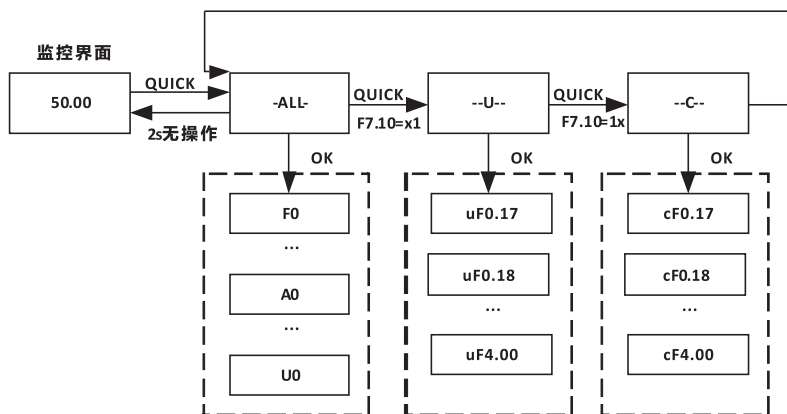 监控界面
50.00
QUICK
2s无操作
-ALL-
QUICK
F7.10=x1
--U--
QUICK
F7.10=1x
--C--
OK
OK
OK
F0
...
A0
...
U0
uF0.17
uF0.18
...
uF4.00
cF0.17
cF0.18
...
cF4.00